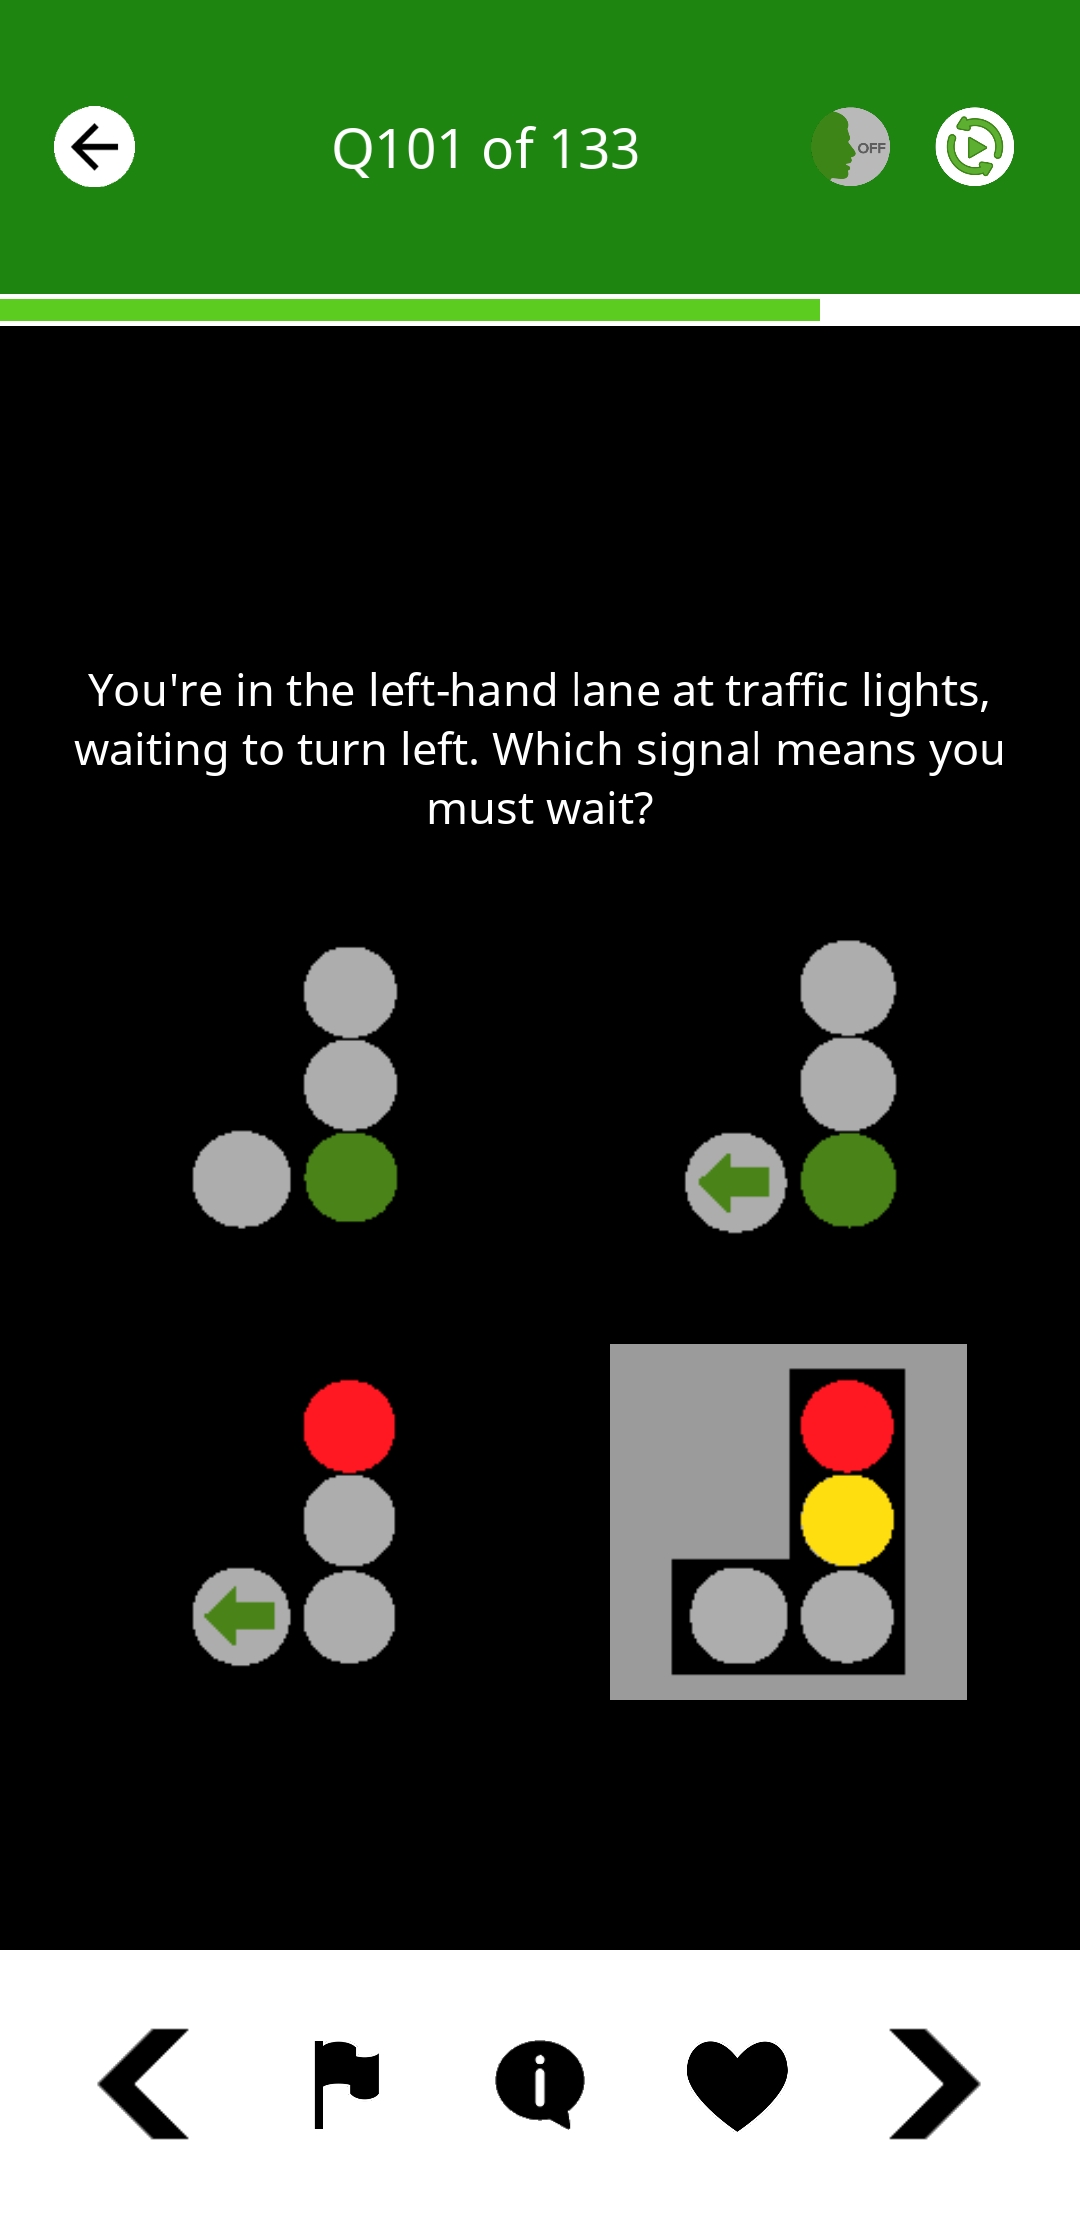 Q101 of 133
OFF
You're in the left-hand lane at traffic lights,
waiting to turn left. Which signal means you
must wait?